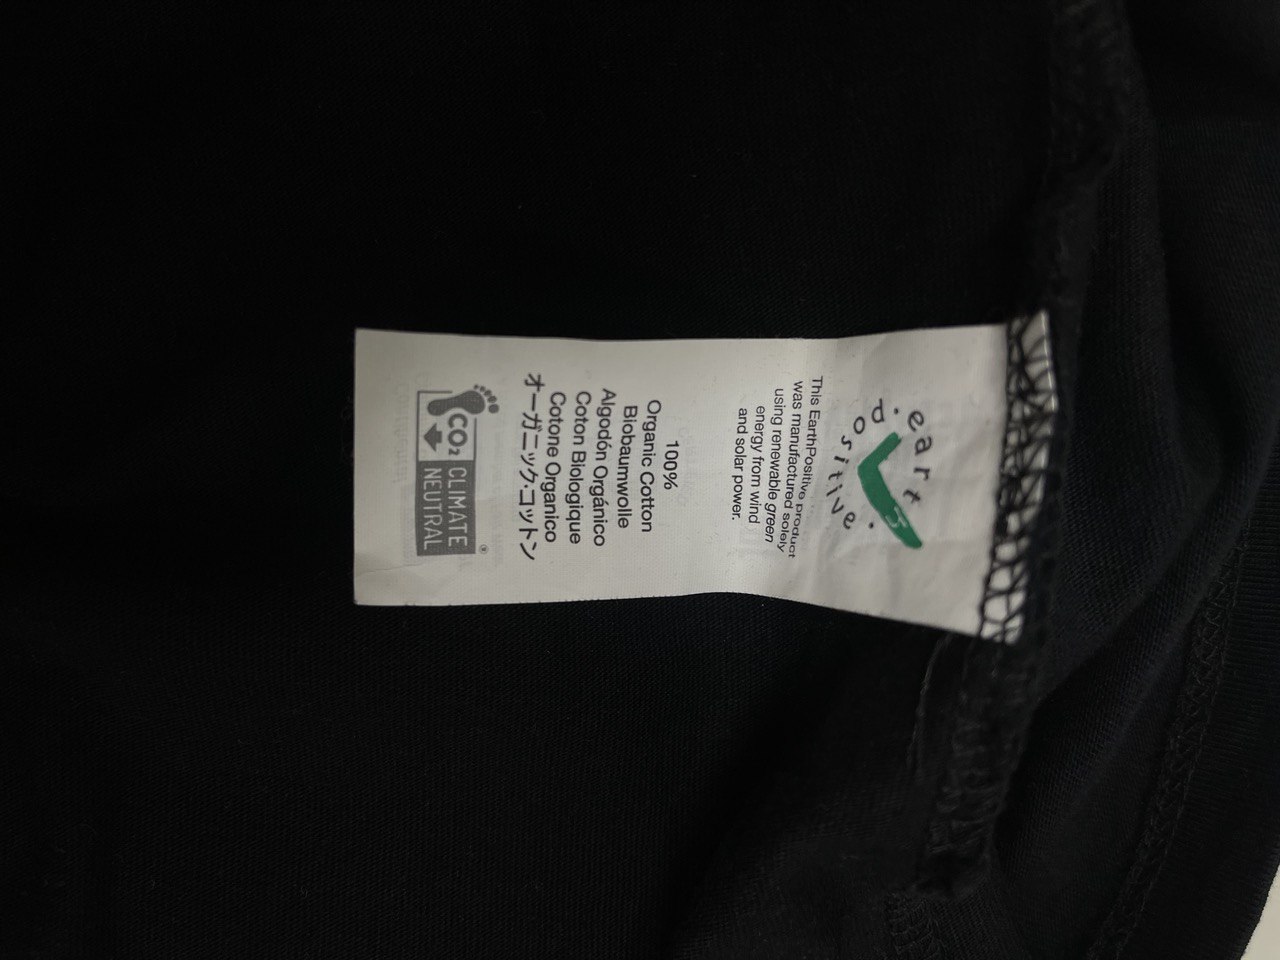 earth
positive
This EarthPositive product
was manufactured solely
using renewable green
energy from wind
and solar power.
100%
Organic Cotton
Biobaumwolle
Algodón Orgánico
Coton Biologique
Cotone Organico
オーガニック·コットン
CO₂ CLIMATE
NEUTRAL
®